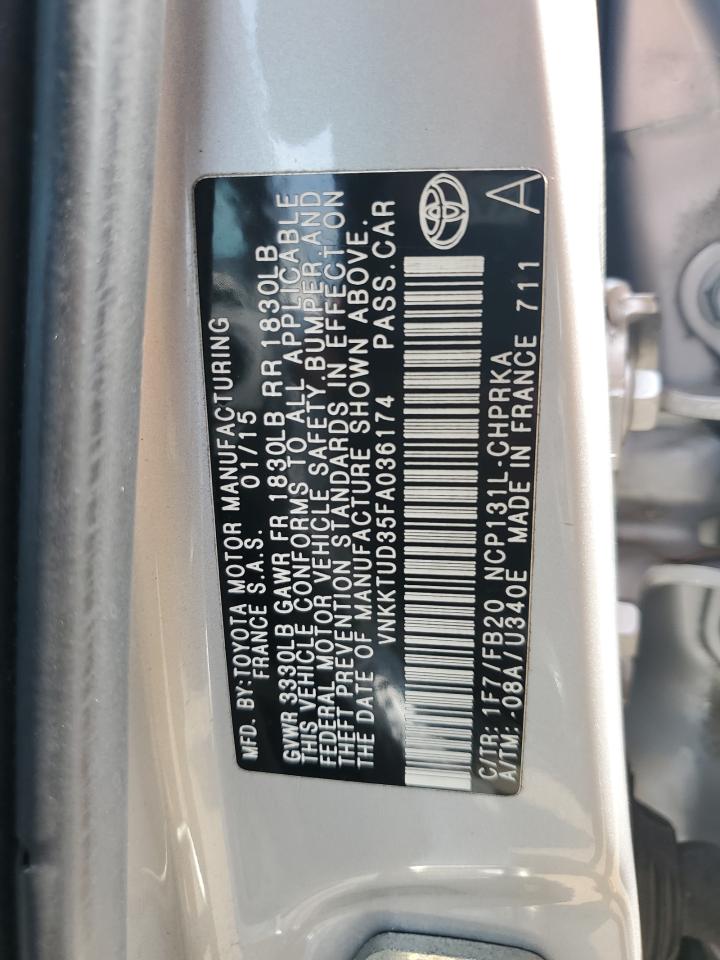 MFD. BY:TOYOTA MOTOR MANUFACTURING
FRANCE S.A.S. 01/15
GVWR 3330LB GAWR FR 1830LB RR 1830LB
THIS VEHICLE CONFORMS TO ALL APPLICABLE
FEDERAL MOTOR VEHICLE SAFETY,BUMPER,AND
THEFT PREVENTION STANDARDS IN EFFECT ON
THE DATE OF MANUFACTURE SHOWN ABOVE.
VNKKTUD35FA036174 PASS.CAR
C/TR: 1F7/FB20 NCP131L-CHPRKA
A/TM: -08A/U340E MADE IN FRANCE 711
A